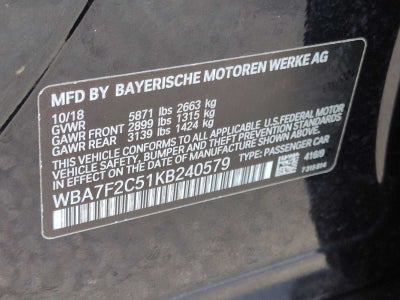 MFD BY BAYERISCHE MOTOREN WERKE AG
10/18 5871 lbs 2663 kg
GVWR
GAWR FRONT 2899 lbs 1315 kg
GAWR REAR 3139 lbs 1424 kg
THIS VEHICLE CONFORMS TO ALL APPLICABLE U.S. FEDERAL MOTOR
VEHICLE SAFETY, BUMPER, AND THEFT PREVENTION STANDARDS
IN EFFECT ON THE DATE OF MANUFACTURE SHOWN ABOVE.
WBA7F2C51KB240579 TYPE: PASSENGER CAR
416/9